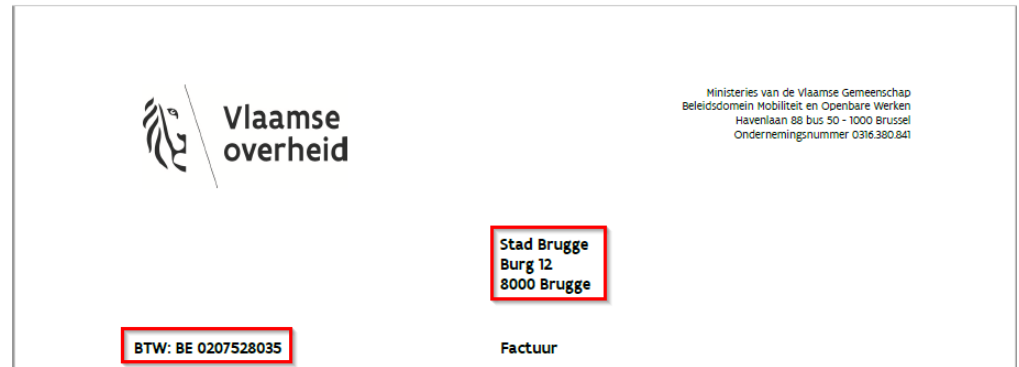 Vlaamse
overheid
Ministeries van de Vlaamse Gemeenschap
Beleidsdomein Mobiliteit en Openbare Werken
Havenlaan 88 bus 50 - 1000 Brussel
Ondernemingsnummer 0316.380.841
Stad Brugge
Burg 12
8000 Brugge
BTW: BE 0207528035
Factuur